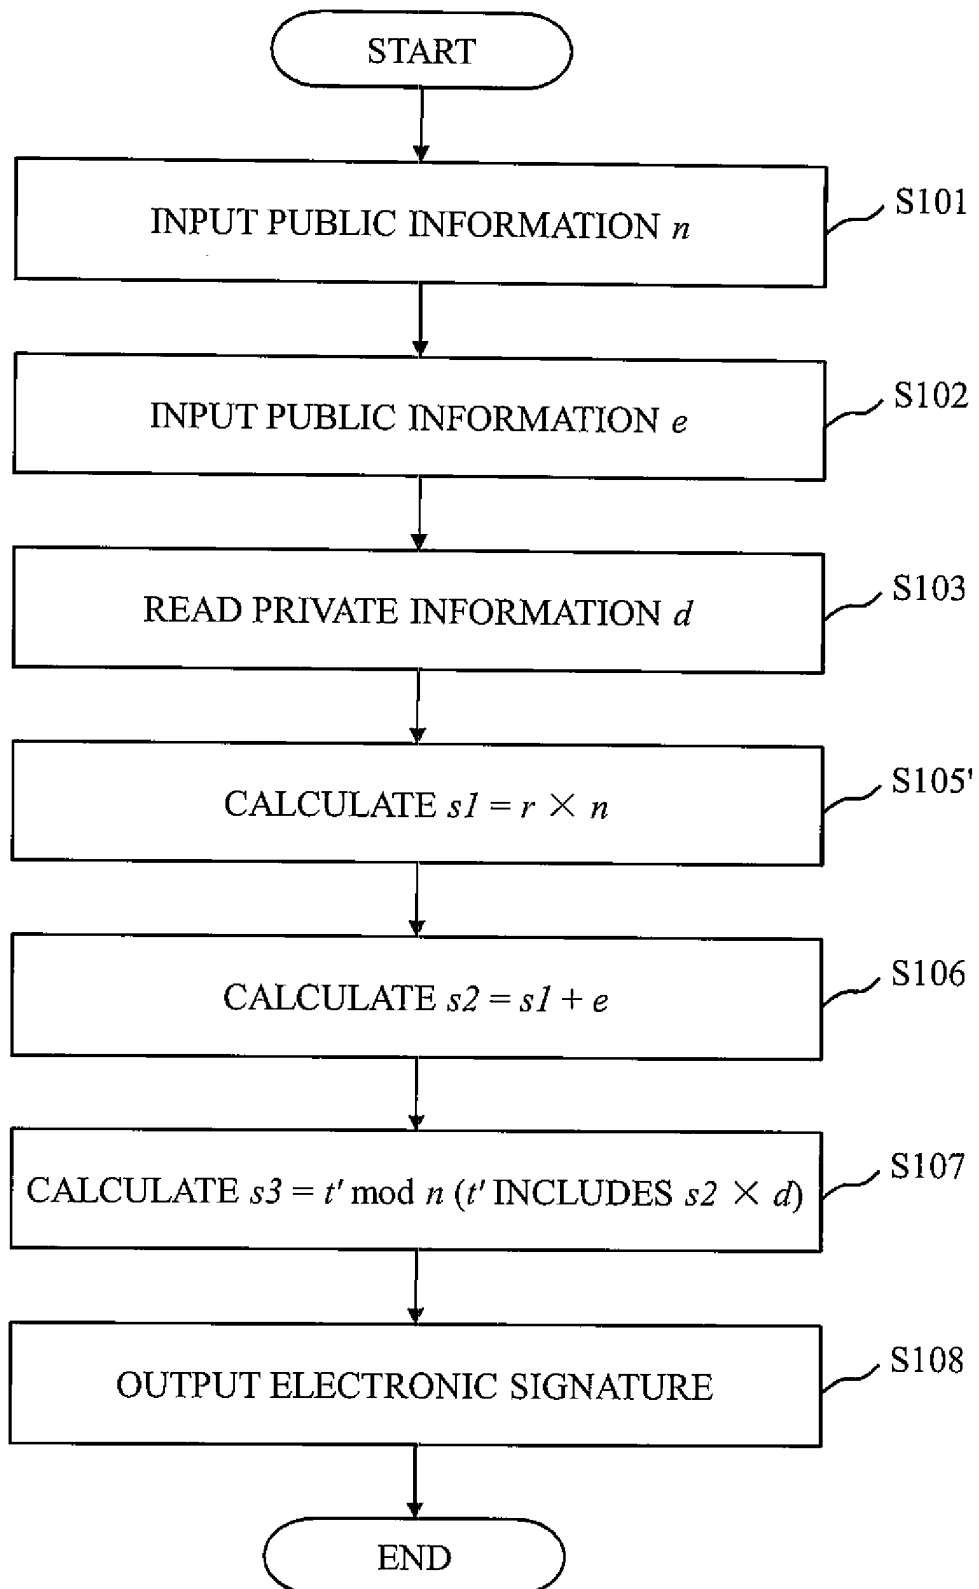 START
INPUT PUBLIC INFORMATION n
S101
INPUT PUBLIC INFORMATION e
S102
READ PRIVATE INFORMATION d
S103
CALCULATE s1 = r × n
S105'
CALCULATE s2 = s1 + e
S106
CALCULATE s3 = t' mod n (t' INCLUDES s2 × d)
S107
OUTPUT ELECTRONIC SIGNATURE
S108
END